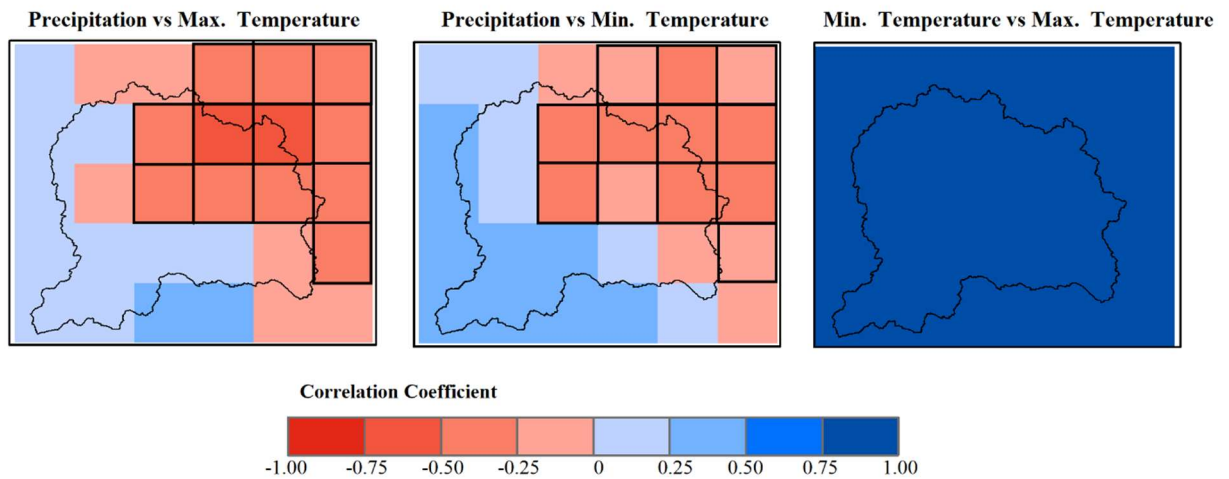 Precipitation vs Max. Temperature
Precipitation vs Min. Temperature
Min. Temperature vs Max. Temperature
Correlation Coefficient
-1.00 -0.75 -0.50 -0.25 0 0.25 0.50 0.75 1.00